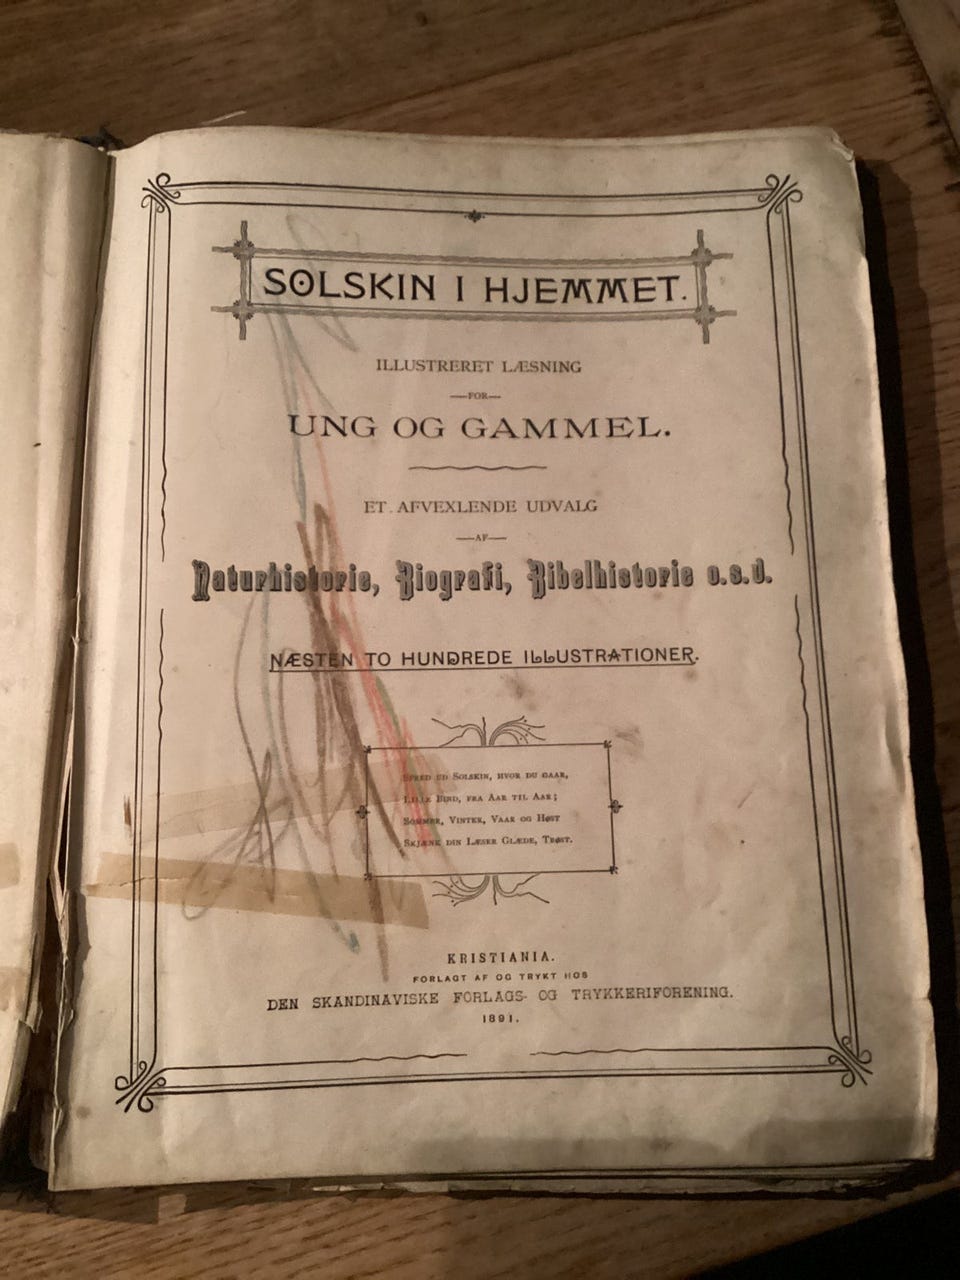 SOLSKIN I HJEMMET.
ILLUSTRERET LÆSNING
—FOR—
UNG OG GAMMEL.
ET AFVEXLENDE UDVALG
—AF—
Naturhistorie, Biografi, Bibelhistorie o.s.v.
NÆSTEN TO HUNDREDE ILLUSTRATIONER.
SPRED UD SOLSKIN, HVOR DU GAAR,
LILLE BIND, FRA AAR TIL AAR;
SOMMER, VINTER, VAAR OG HØST
SKJÆNK DIN LÆSER GLÆDE, TRØST.
KRISTIANIA.
FORLAGT AF OG TRYKT HOS
DEN SKANDINAVISKE FORLAGS- OG TRYKKERIFORENING.
1891.